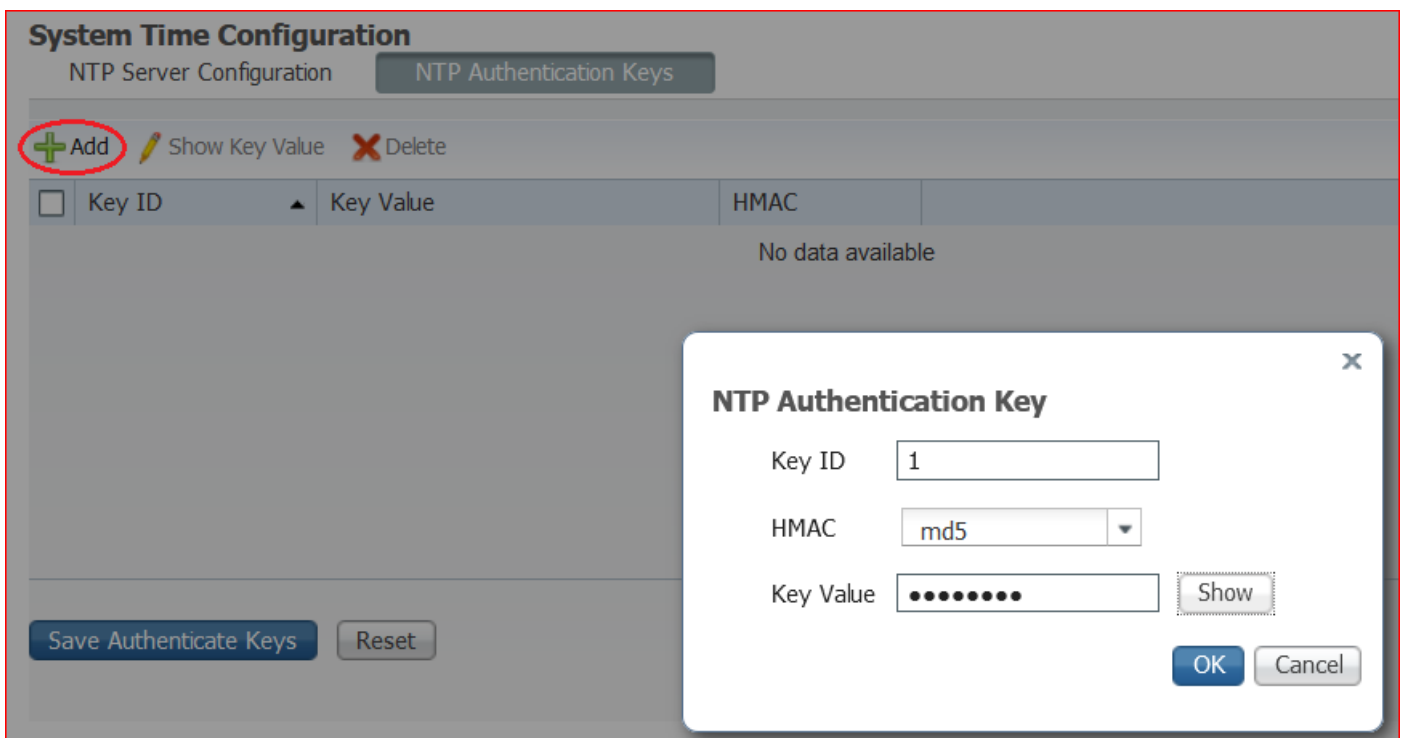 System Time Configuration
NTP Server Configuration NTP Authentication Keys
Add Show Key Value Delete
Key ID Key Value HMAC
No data available
NTP Authentication Key
Key ID 1
HMAC md5
Key Value •••••••• Show
OK Cancel
Save Authenticate Keys Reset